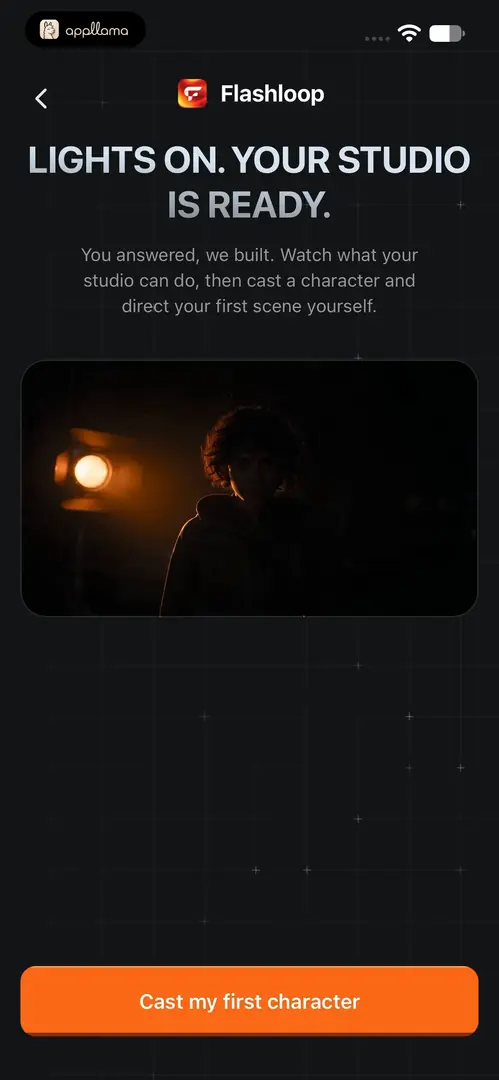 appllama
Flashloop
LIGHTS ON. YOUR STUDIO
IS READY.
You answered, we built. Watch what your
studio can do, then cast a character and
direct your first scene yourself.
Cast my first character